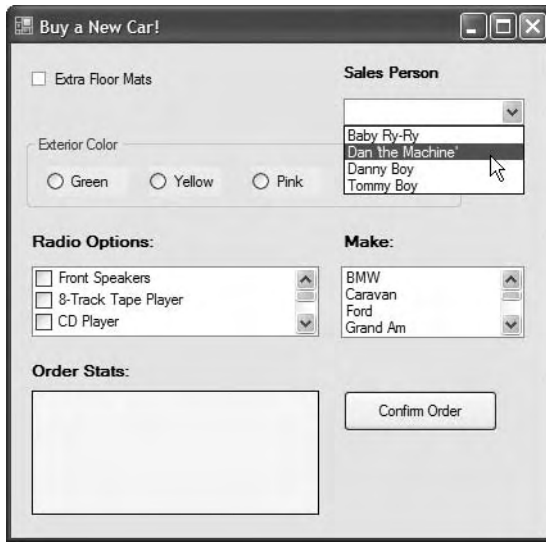 Buy a New Car!
Extra Floor Mats
Sales Person
Baby Ry-Ry
Dan 'the Machine'
Danny Boy
Tommy Boy
Exterior Color
Green Yellow Pink
Radio Options:
Front Speakers
8-Track Tape Player
CD Player
Make:
BMW
Caravan
Ford
Grand Am
Order Stats:
Confirm Order